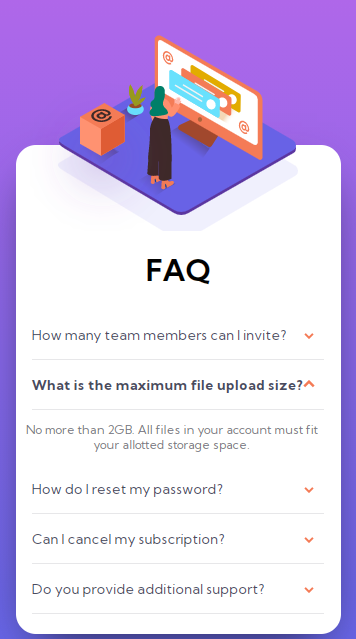 FAQ
How many team members can I invite?
What is the maximum file upload size?
No more than 2GB. All files in your account must fit
your allotted storage space.
How do I reset my password?
Can I cancel my subscription?
Do you provide additional support?